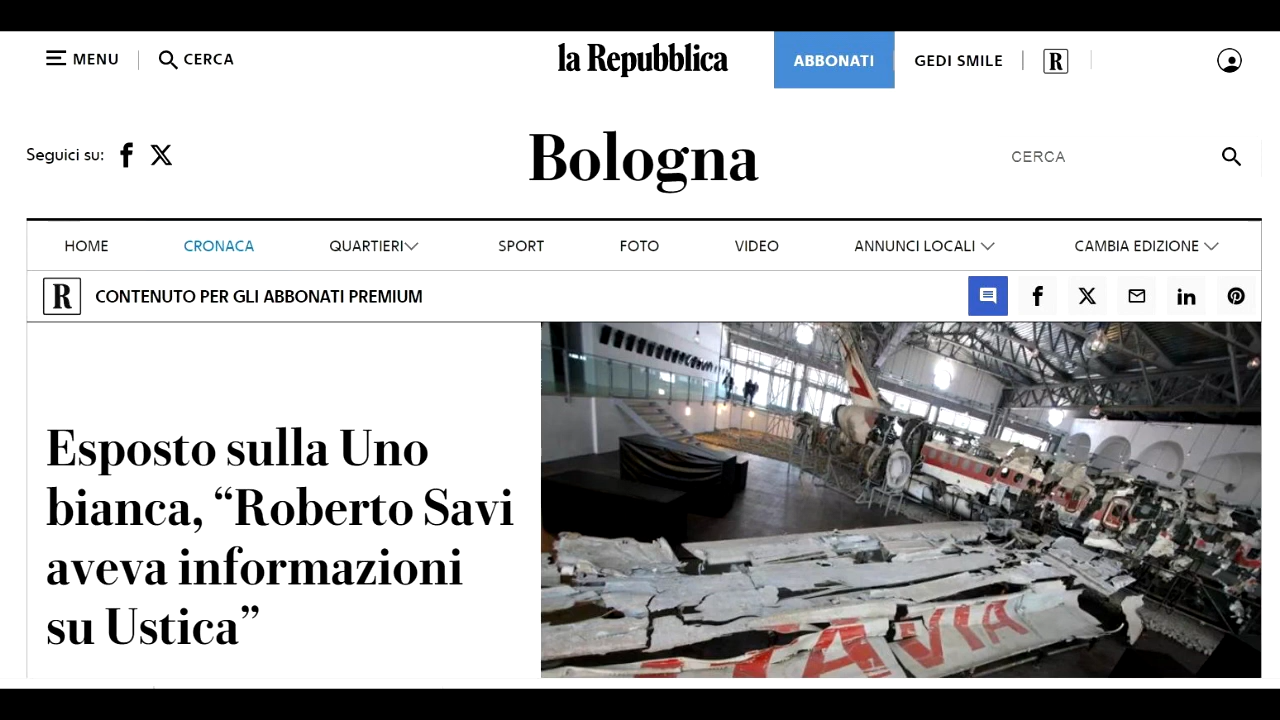 MENU
CERCA
la Repubblica
ABBONATI
GEDI SMILE
R
Seguici su:
Bologna
CERCA
HOME
CRONACA
QUARTIERI
SPORT
FOTO
VIDEO
ANNUNCI LOCALI
CAMBIA EDIZIONE
R
CONTENUTO PER GLI ABBONATI PREMIUM
Esposto sulla Uno
bianca, “Roberto Savi
aveva informazioni
su Ustica”
TAVIA